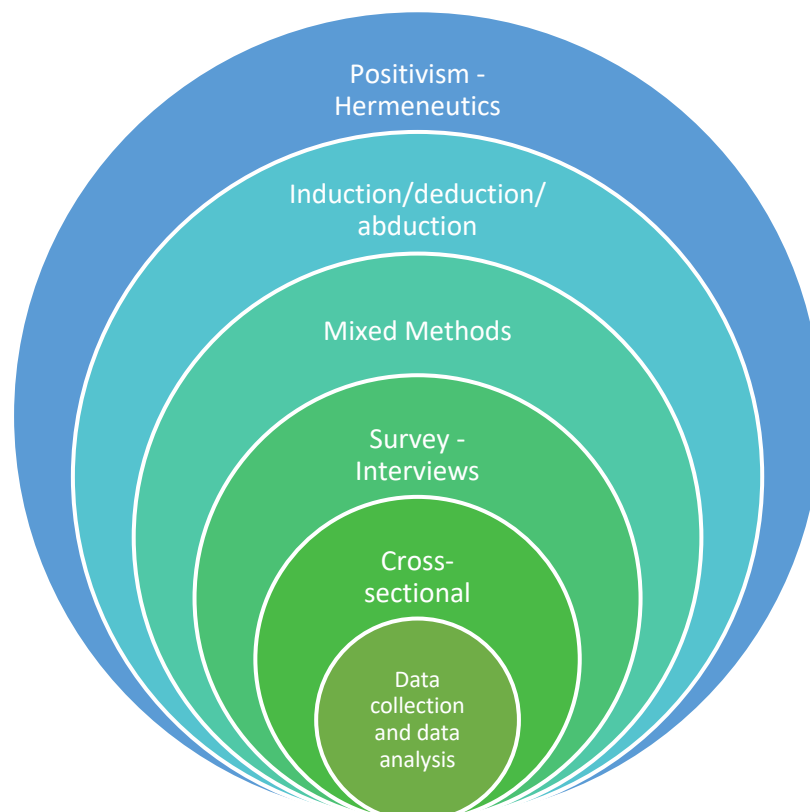 Positivism -
Hermeneutics
Induction/deduction/
abduction
Mixed Methods
Survey -
Interviews
Cross-
sectional
Data
collection
and data
analysis